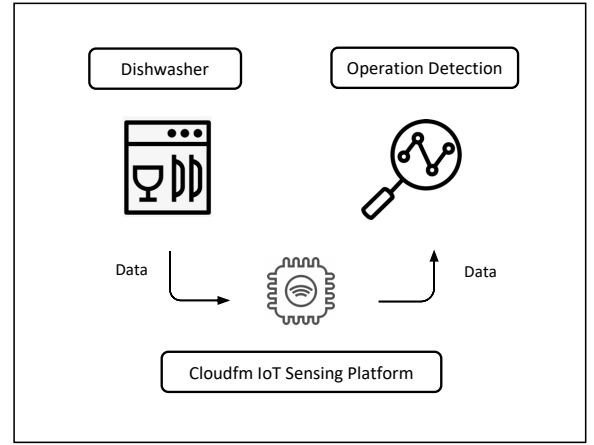 Dishwasher
Operation Detection
Data
Data
Cloudfm IoT Sensing Platform